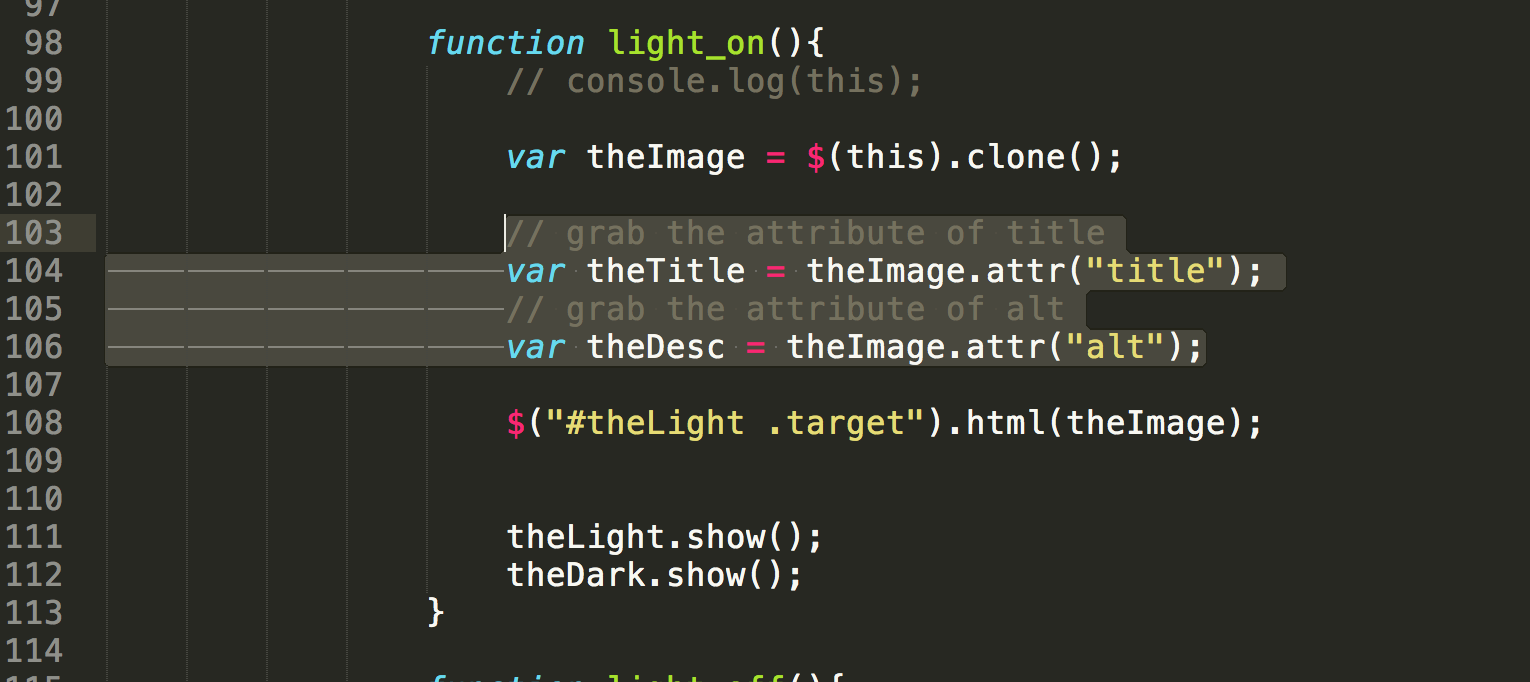 97
98 function light_on(){
99 // console.log(this);
100
101 var theImage = $(this).clone();
102
103 // grab the attribute of title
104 var theTitle = theImage.attr("title");
105 // grab the attribute of alt
106 var theDesc = theImage.attr("alt");
107
108 $("#theLight .target").html(theImage);
109
110
111 theLight.show();
112 theDark.show();
113 }
114
115 function light_off(){